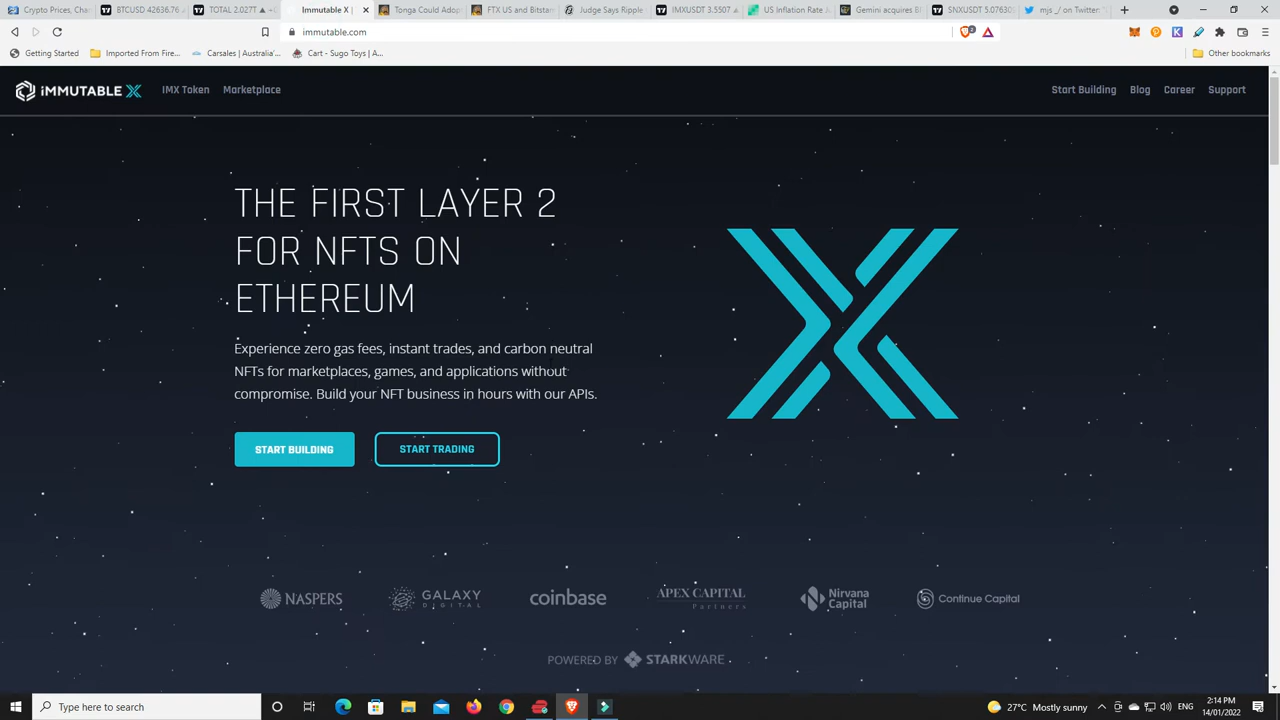 Crypto Prices, Cha
BTCUSD 42636.76
TOTAL 2.027T
Immutable X |
Tonga Could Adop
FTX US and Bitsta
Judge Says Ripple
IMXUSDT 3.5507
US Inflation Rate
Gemini acquires B
SNXUSDT 5.0763
mjs_/ on Twitter
immutable.com
Getting Started
Imported From Fire...
Carsales | Australia'...
Cart - Sugo Toys | A...
Other bookmarks
iMMUTABLE X
IMX Token
Marketplace
Start Building
Blog
Career
Support
THE FIRST LAYER 2
FOR NFTS ON
ETHEREUM
Experience zero gas fees, instant trades, and carbon neutral
NFTs for marketplaces, games, and applications without
compromise. Build your NFT business in hours with our APIs.
START BUILDING
START TRADING
NASPERS
GALAXY DIGITAL
coinbase
APEX CAPITAL Partners
Nirvana Capital
Continue Capital
POWERED BY STARKWARE
Type here to search
27°C Mostly sunny
ENG
2:14 PM
14/01/2022